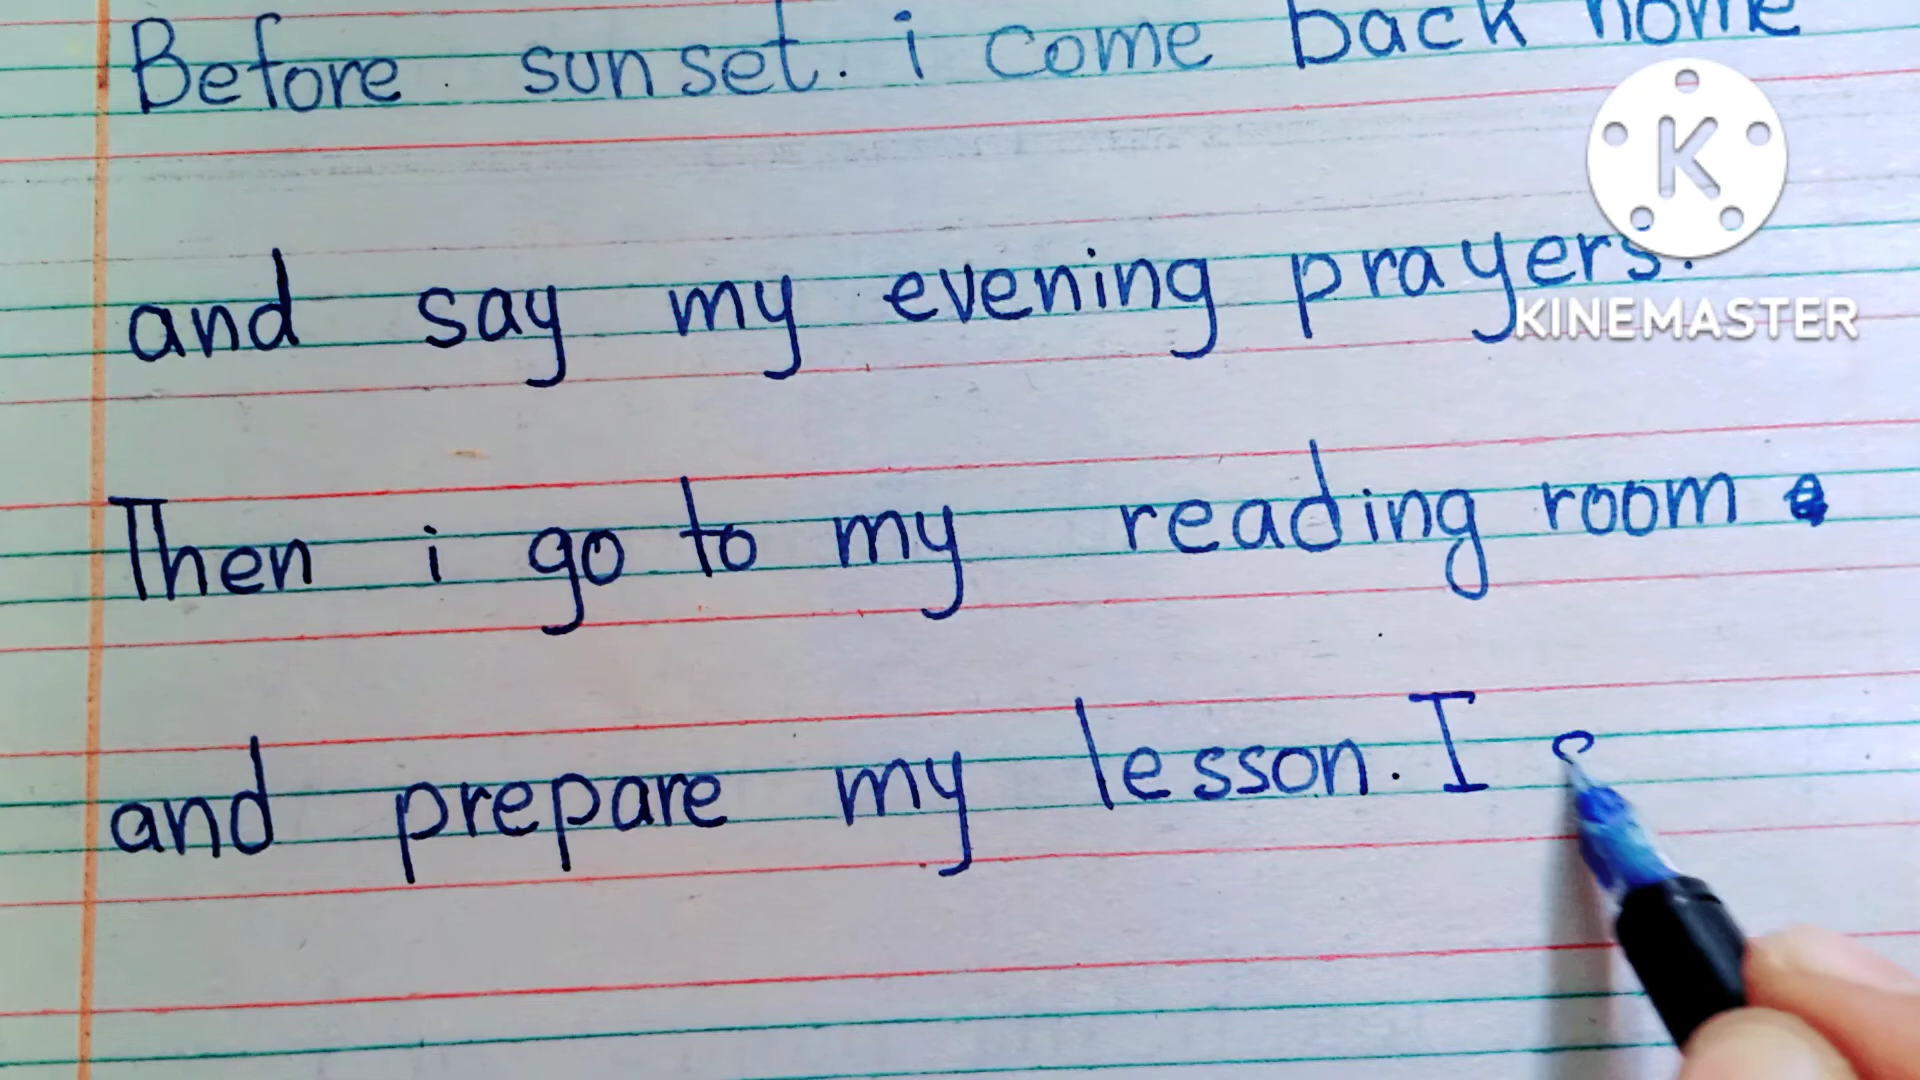 Before sunset. i come back home
K
and say my evening prayers.
KINEMASTER
Then i go to my reading room
and prepare my lesson. I